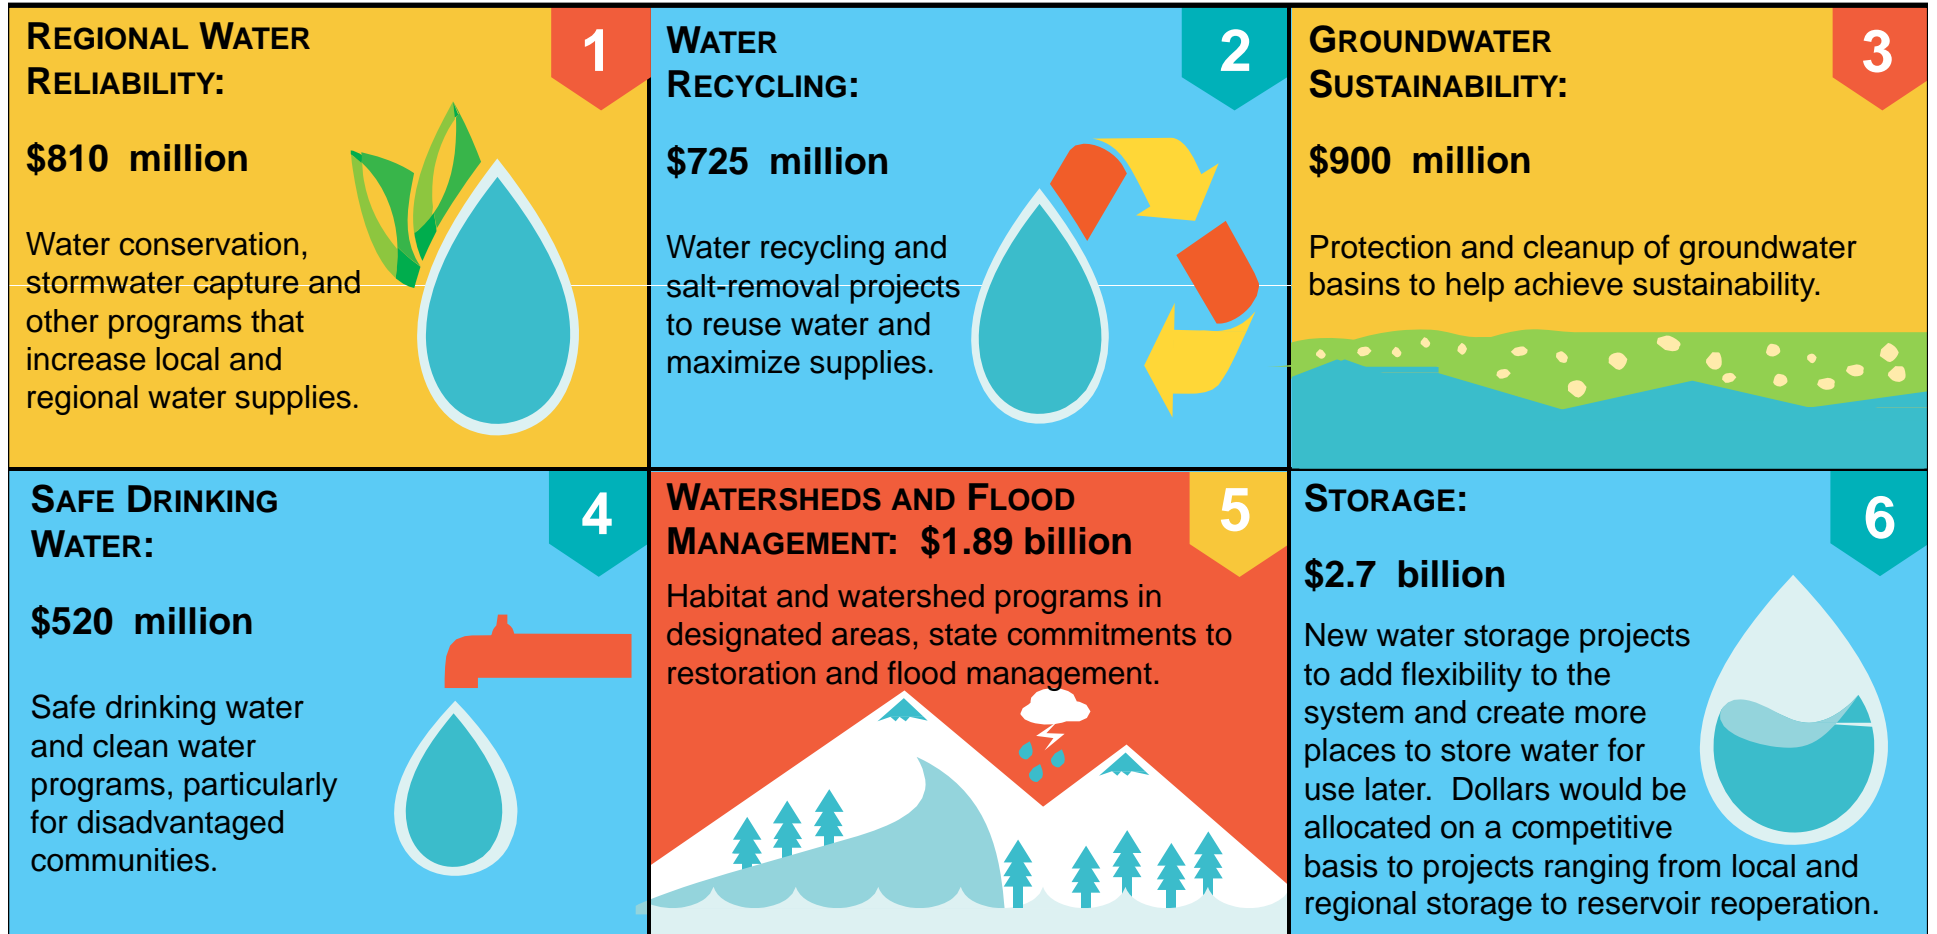 REGIONAL WATER
RELIABILITY:
1
$810 million
Water conservation,
stormwater capture and
other programs that
increase local and
regional water supplies.
WATER
RECYCLING:
2
$725 million
Water recycling and
salt-removal projects
to reuse water and
maximize supplies.
GROUNDWATER
SUSTAINABILITY:
3
$900 million
Protection and cleanup of groundwater
basins to help achieve sustainability.
SAFE DRINKING
WATER:
4
$520 million
Safe drinking water
and clean water
programs, particularly
for disadvantaged
communities.
WATERSHEDS AND FLOOD
MANAGEMENT: $1.89 billion
5
Habitat and watershed programs in
designated areas, state commitments to
restoration and flood management.
STORAGE:
6
$2.7 billion
New water storage projects
to add flexibility to the
system and create more
places to store water for
use later. Dollars would be
allocated on a competitive
basis to projects ranging from local and
regional storage to reservoir reoperation.